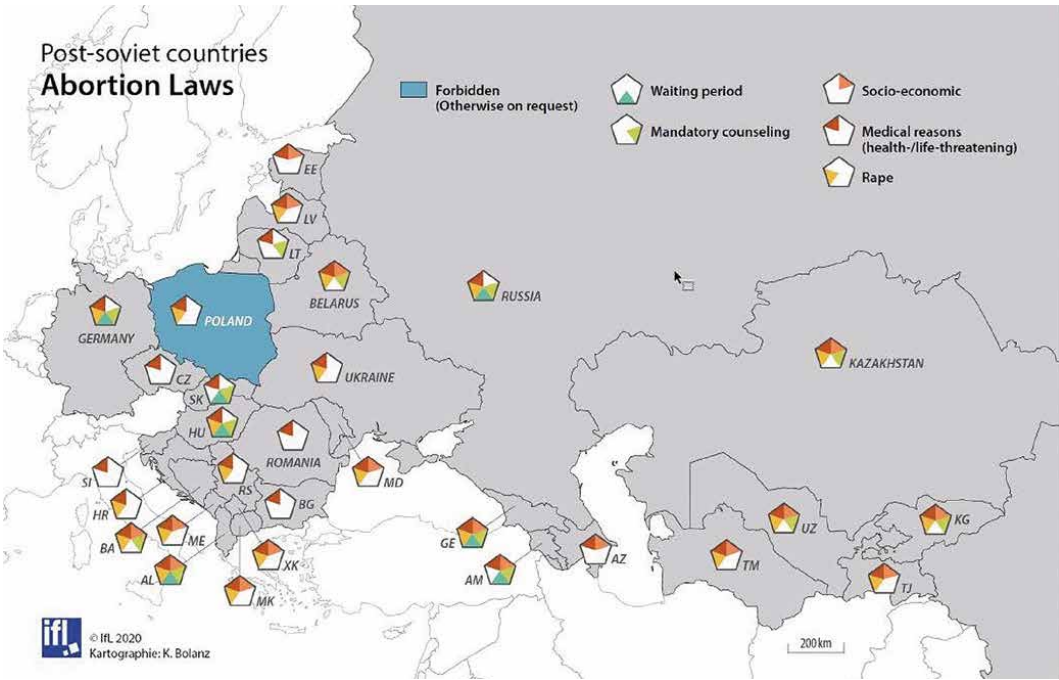 Post-soviet countries
Abortion Laws
Forbidden
(Otherwise on request)
Waiting period
Mandatory counseling
Socio-economic
Medical reasons
(health-/life-threatening)
Rape
EE
LV
LT
BELARUS
RUSSIA
GERMANY
POLAND
KAZAKHSTAN
CZ
UKRAINE
SK
HU
ROMANIA
SI
RS
MD
HR
BG
BA
ME
GE
UZ
KG
XK
AZ
AL
AM
TM
TJ
MK
ifl
© IfL 2020
Kartographie: K. Bolanz
200 km